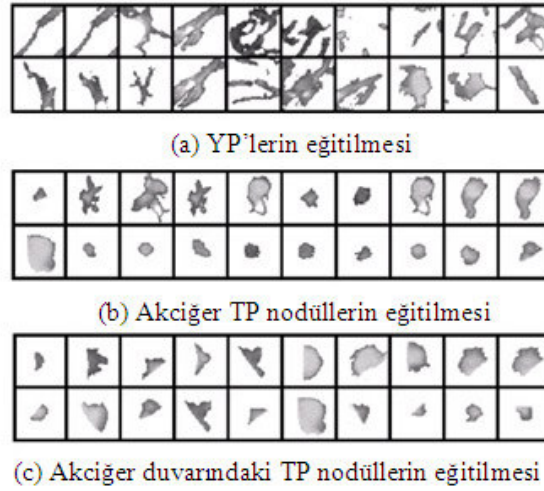 (a) YP’lerin eğitilmesi
(b) Akciğer TP nodüllerin eğitilmesi
(c) Akciğer duvarındaki TP nodüllerin eğitilmesi